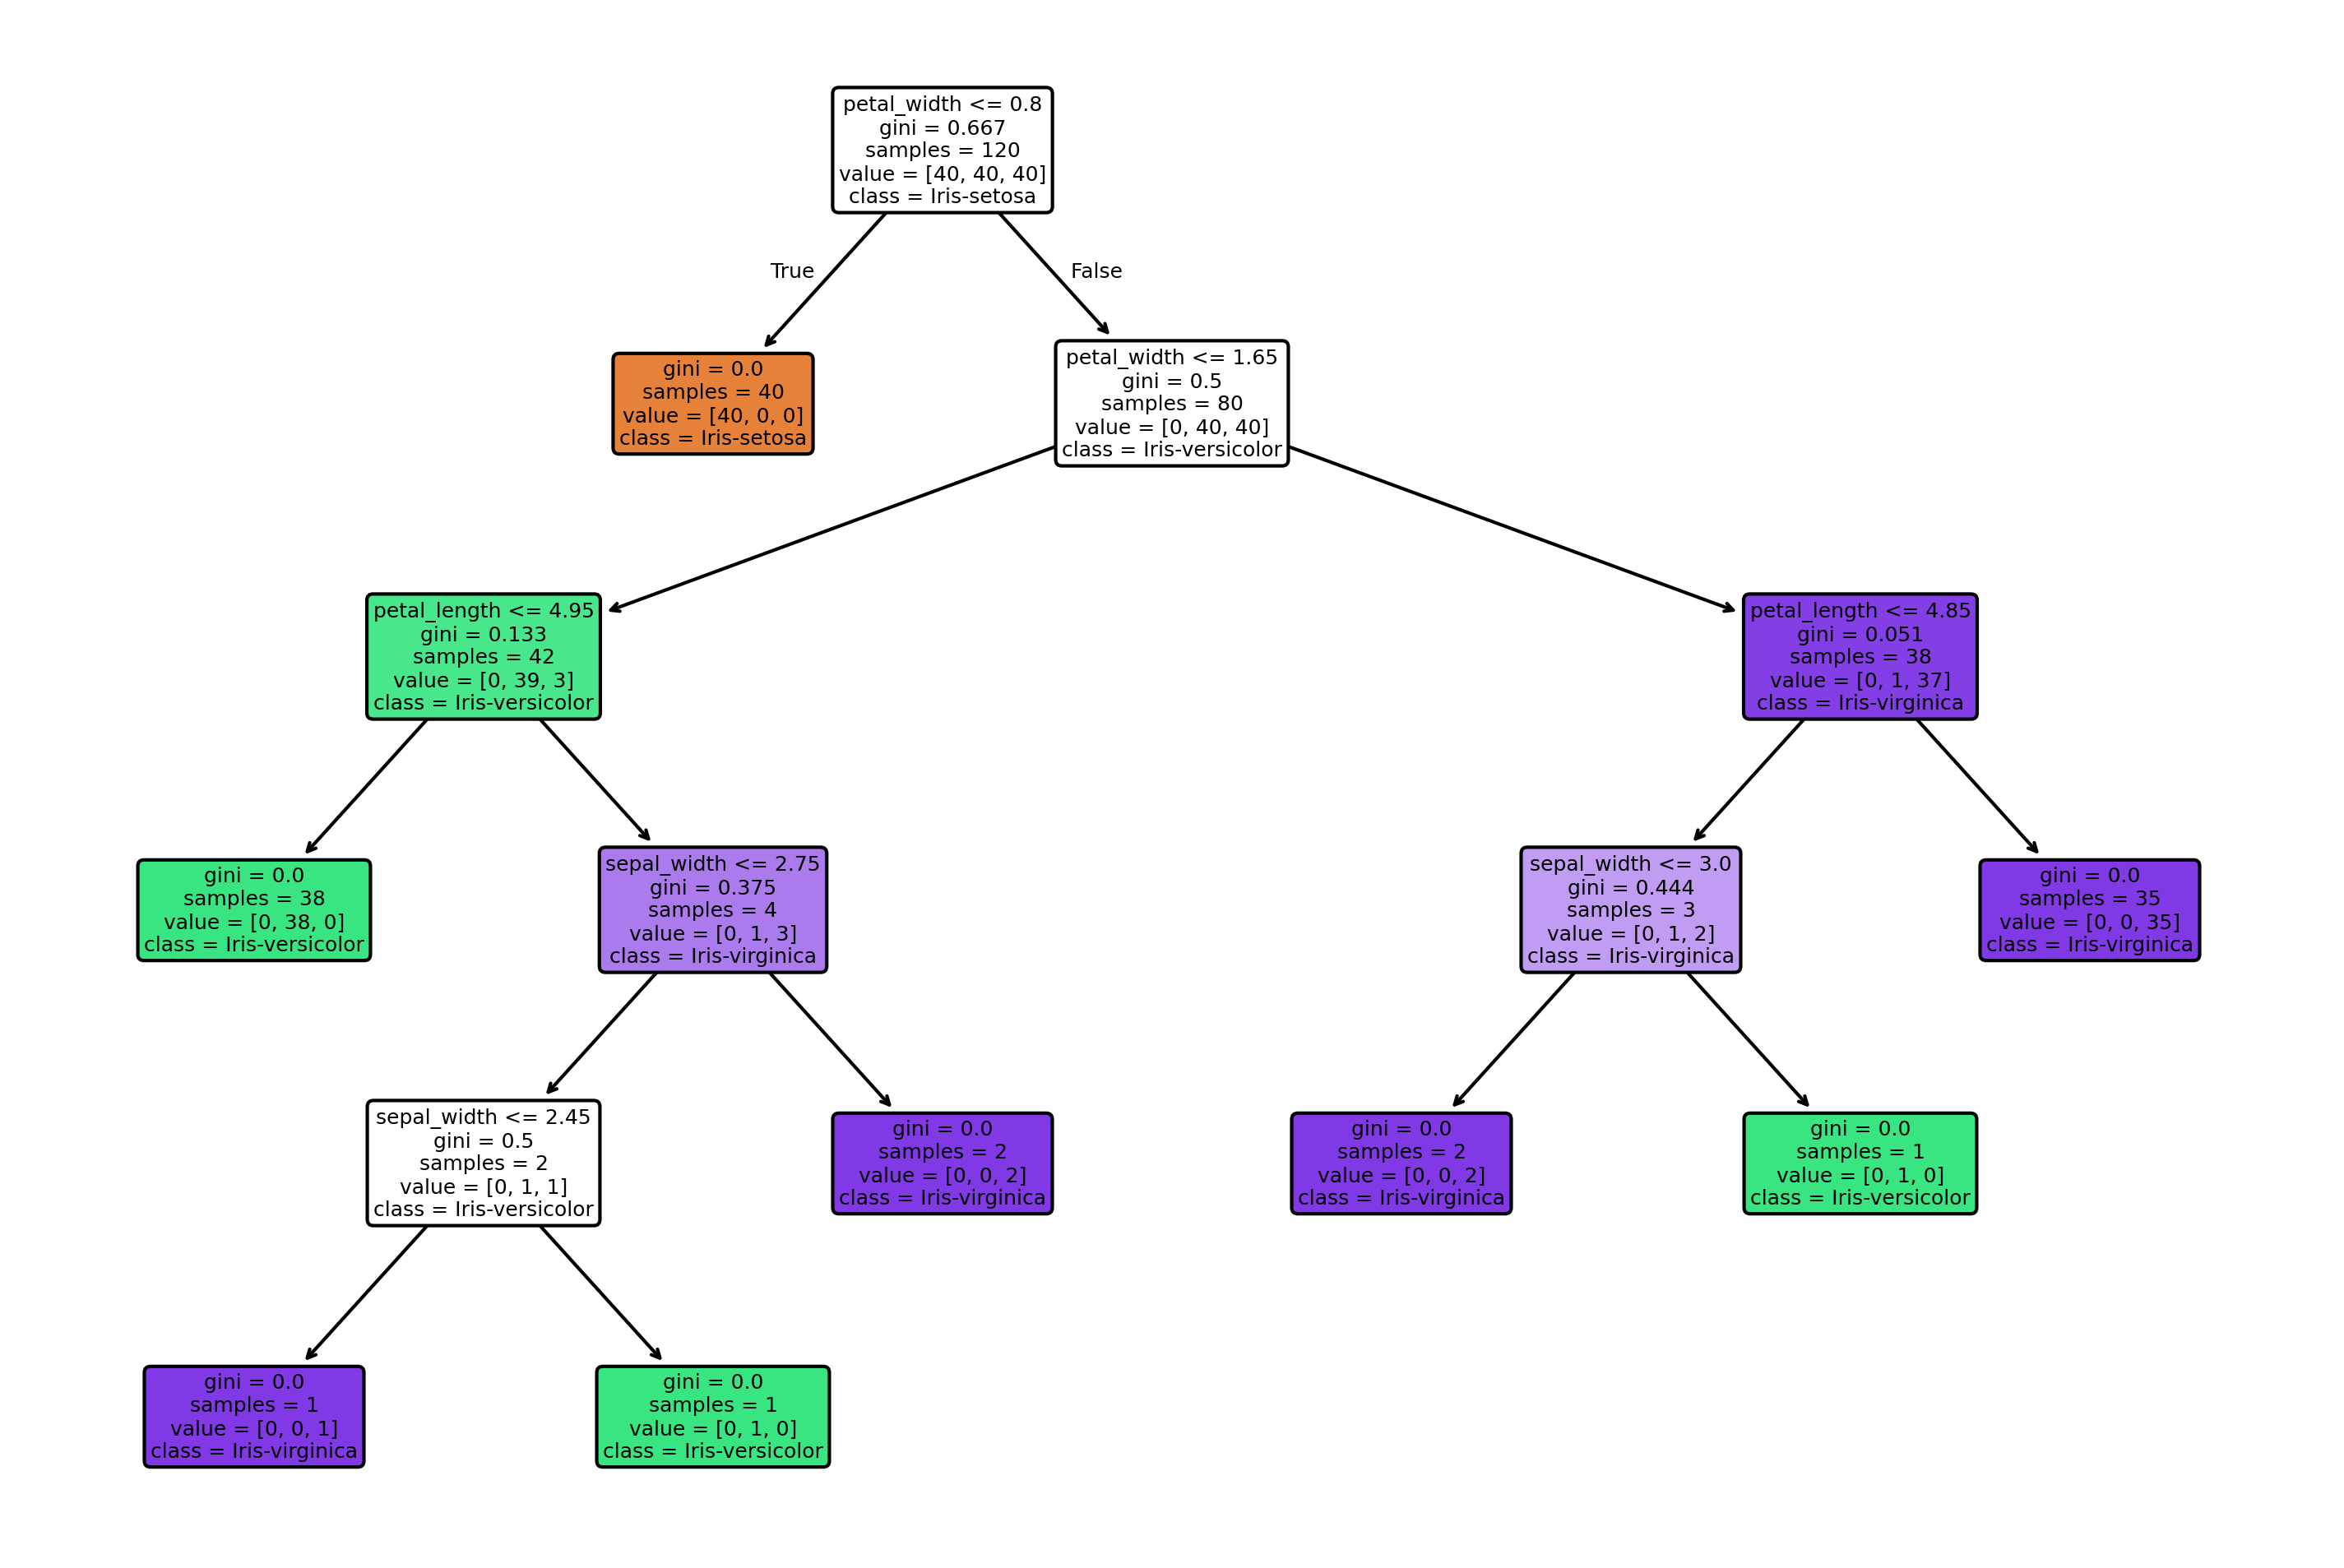 petal_width <= 0.8
gini = 0.667
samples = 120
value = [40, 40, 40]
class = Iris-setosa
True
False
gini = 0.0
samples = 40
value = [40, 0, 0]
class = Iris-setosa
petal_width <= 1.65
gini = 0.5
samples = 80
value = [0, 40, 40]
class = Iris-versicolor
petal_length <= 4.95
gini = 0.133
samples = 42
value = [0, 39, 3]
class = Iris-versicolor
petal_length <= 4.85
gini = 0.051
samples = 38
value = [0, 1, 37]
class = Iris-virginica
gini = 0.0
samples = 38
value = [0, 38, 0]
class = Iris-versicolor
sepal_width <= 2.75
gini = 0.375
samples = 4
value = [0, 1, 3]
class = Iris-virginica
sepal_width <= 3.0
gini = 0.444
samples = 3
value = [0, 1, 2]
class = Iris-virginica
gini = 0.0
samples = 35
value = [0, 0, 35]
class = Iris-virginica
sepal_width <= 2.45
gini = 0.5
samples = 2
value = [0, 1, 1]
class = Iris-versicolor
gini = 0.0
samples = 2
value = [0, 0, 2]
class = Iris-virginica
gini = 0.0
samples = 2
value = [0, 0, 2]
class = Iris-virginica
gini = 0.0
samples = 1
value = [0, 1, 0]
class = Iris-versicolor
gini = 0.0
samples = 1
value = [0, 0, 1]
class = Iris-virginica
gini = 0.0
samples = 1
value = [0, 1, 0]
class = Iris-versicolor